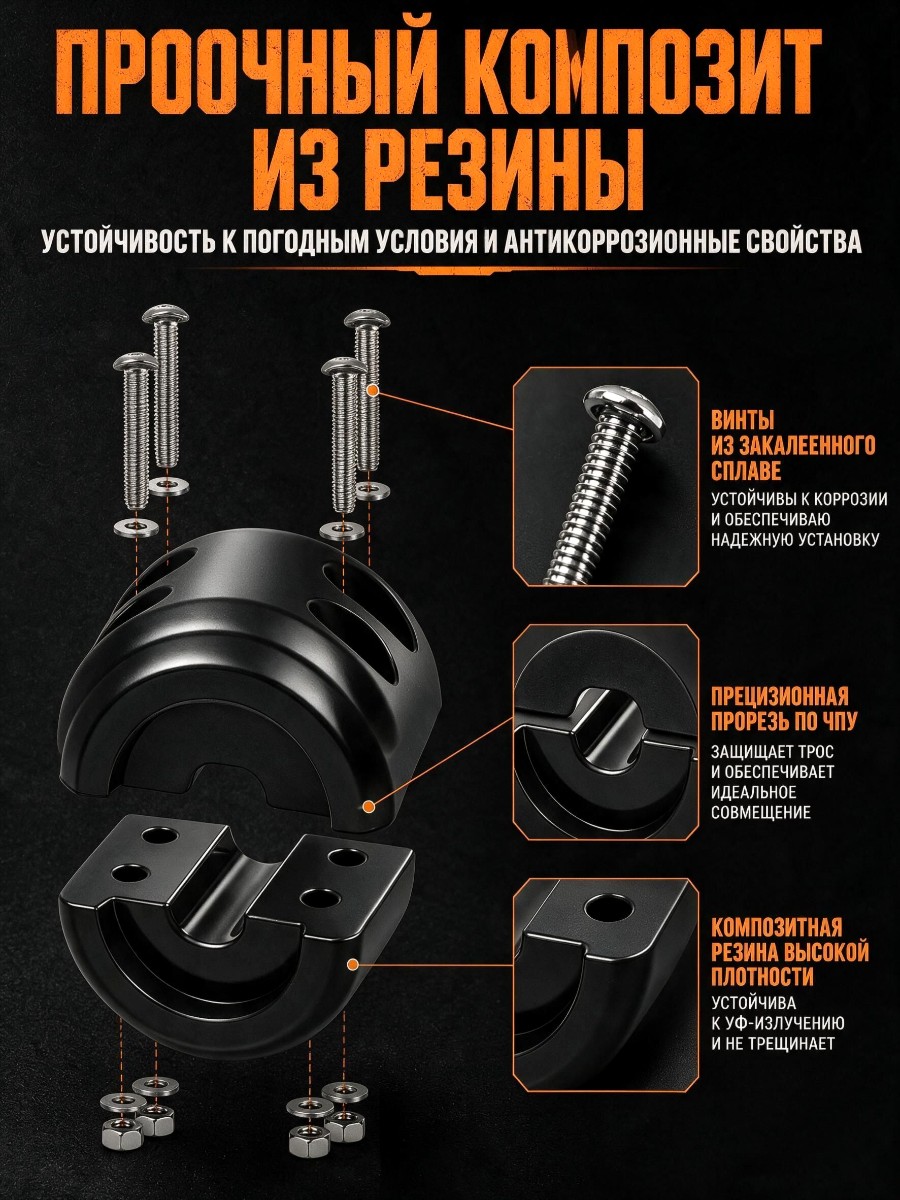 ПРООЧНЫЙ КОМПОЗИТ
ИЗ РЕЗИНЫ
УСТОЙЧИВОСТЬ К ПОГОДНЫМ УСЛОВИЯ И АНТИКОРРОЗИОННЫЕ СВОЙСТВА
ВИНТЫ
ИЗ ЗАКАЛЕЕННОГО
СПЛАВЕ
УСТОЙЧИВЫ К КОРРОЗИИ
И ОБЕСПЕЧИВАЮ
НАДЕЖНУЮ УСТАНОВКУ
ПРЕЦИЗИОННАЯ
ПРОРЕЗЬ ПО ЧПУ
ЗАЩИЩАЕТ ТРОС
И ОБЕСПЕЧИВАЕТ
ИДЕАЛЬНОЕ
СОВМЕЩЕНИЕ
КОМПОЗИТНАЯ
РЕЗИНА ВЫСОКОЙ
ПЛОТНОСТИ
УСТОЙЧИВА
К УФ-ИЗЛУЧЕНИЮ
И НЕ ТРЕЩИНАЕТ